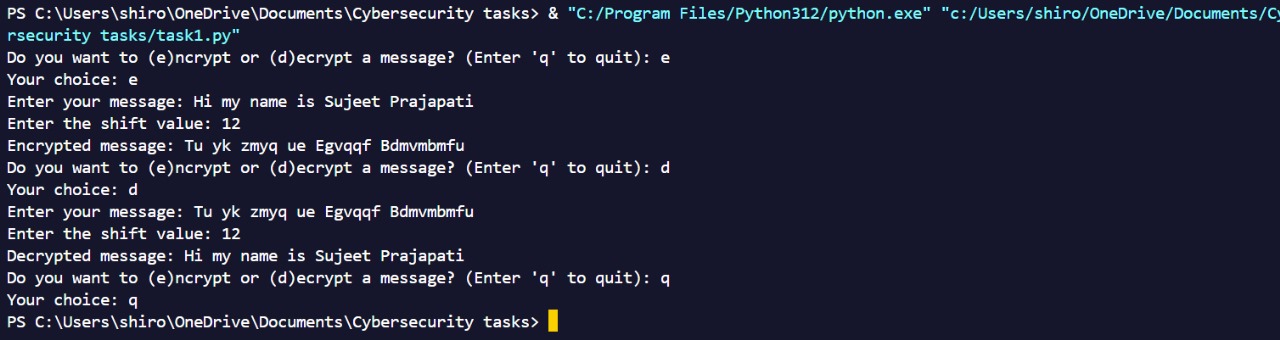 PS C:\Users\shiro\OneDrive\Documents\Cybersecurity tasks> & "C:/Program Files/Python312/python.exe" "c:/Users/shiro/OneDrive/Documents/Cy
rsecurity tasks/task1.py"
Do you want to (e)ncrypt or (d)ecrypt a message? (Enter 'q' to quit): e
Your choice: e
Enter your message: Hi my name is Sujeet Prajapati
Enter the shift value: 12
Encrypted message: Tu yk zmyq ue Egvqqf Bdmvmbmfu
Do you want to (e)ncrypt or (d)ecrypt a message? (Enter 'q' to quit): d
Your choice: d
Enter your message: Tu yk zmyq ue Egvqqf Bdmvmbmfu
Enter the shift value: 12
Decrypted message: Hi my name is Sujeet Prajapati
Do you want to (e)ncrypt or (d)ecrypt a message? (Enter 'q' to quit): q
Your choice: q
PS C:\Users\shiro\OneDrive\Documents\Cybersecurity tasks>